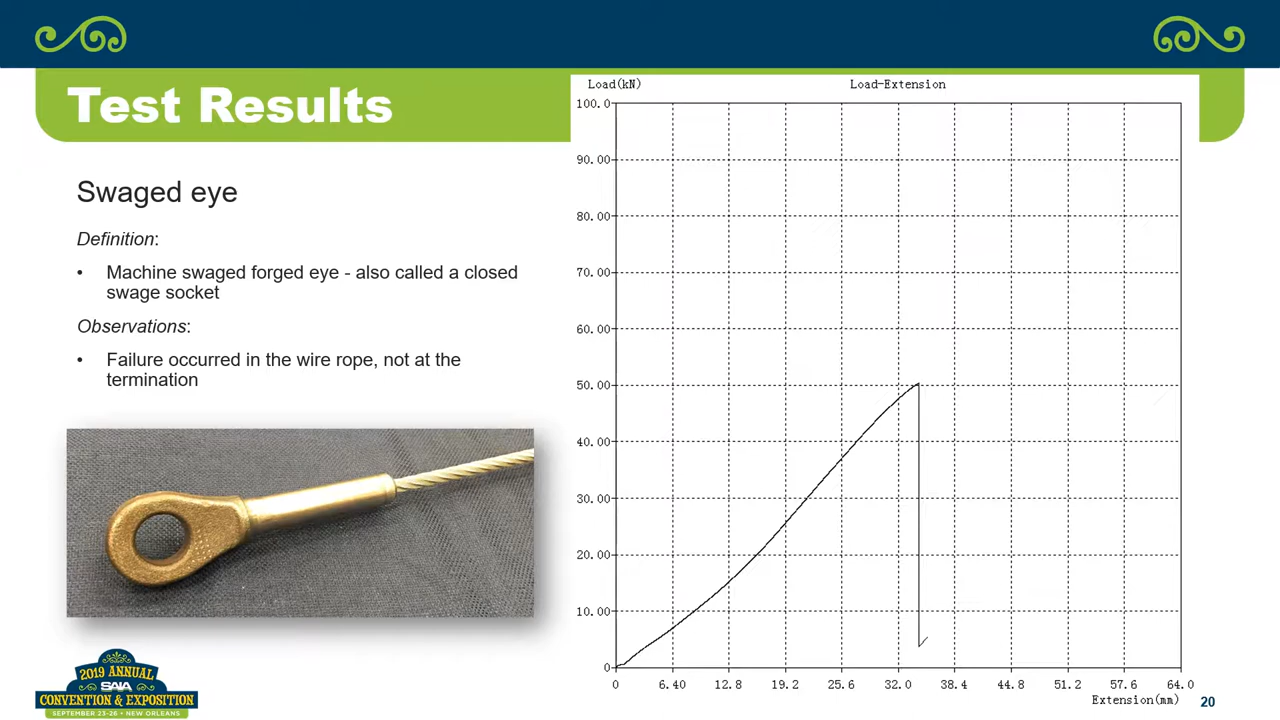 Test Results
Swaged eye
Definition:
• Machine swaged forged eye - also called a closed
swage socket
Observations:
• Failure occurred in the wire rope, not at the
termination
2019 ANNUAL
SAIA
CONVENTION & EXPOSITION
SEPTEMBER 23-26 • NEW ORLEANS
Load(kN)
Load-Extension
100.0
90.00
80.00
70.00
60.00
50.00
40.00
30.00
20.00
10.00
0
0 6.40 12.8 19.2 25.6 32.0 38.4 44.8 51.2 57.6 64.0
Extension(mm)
20